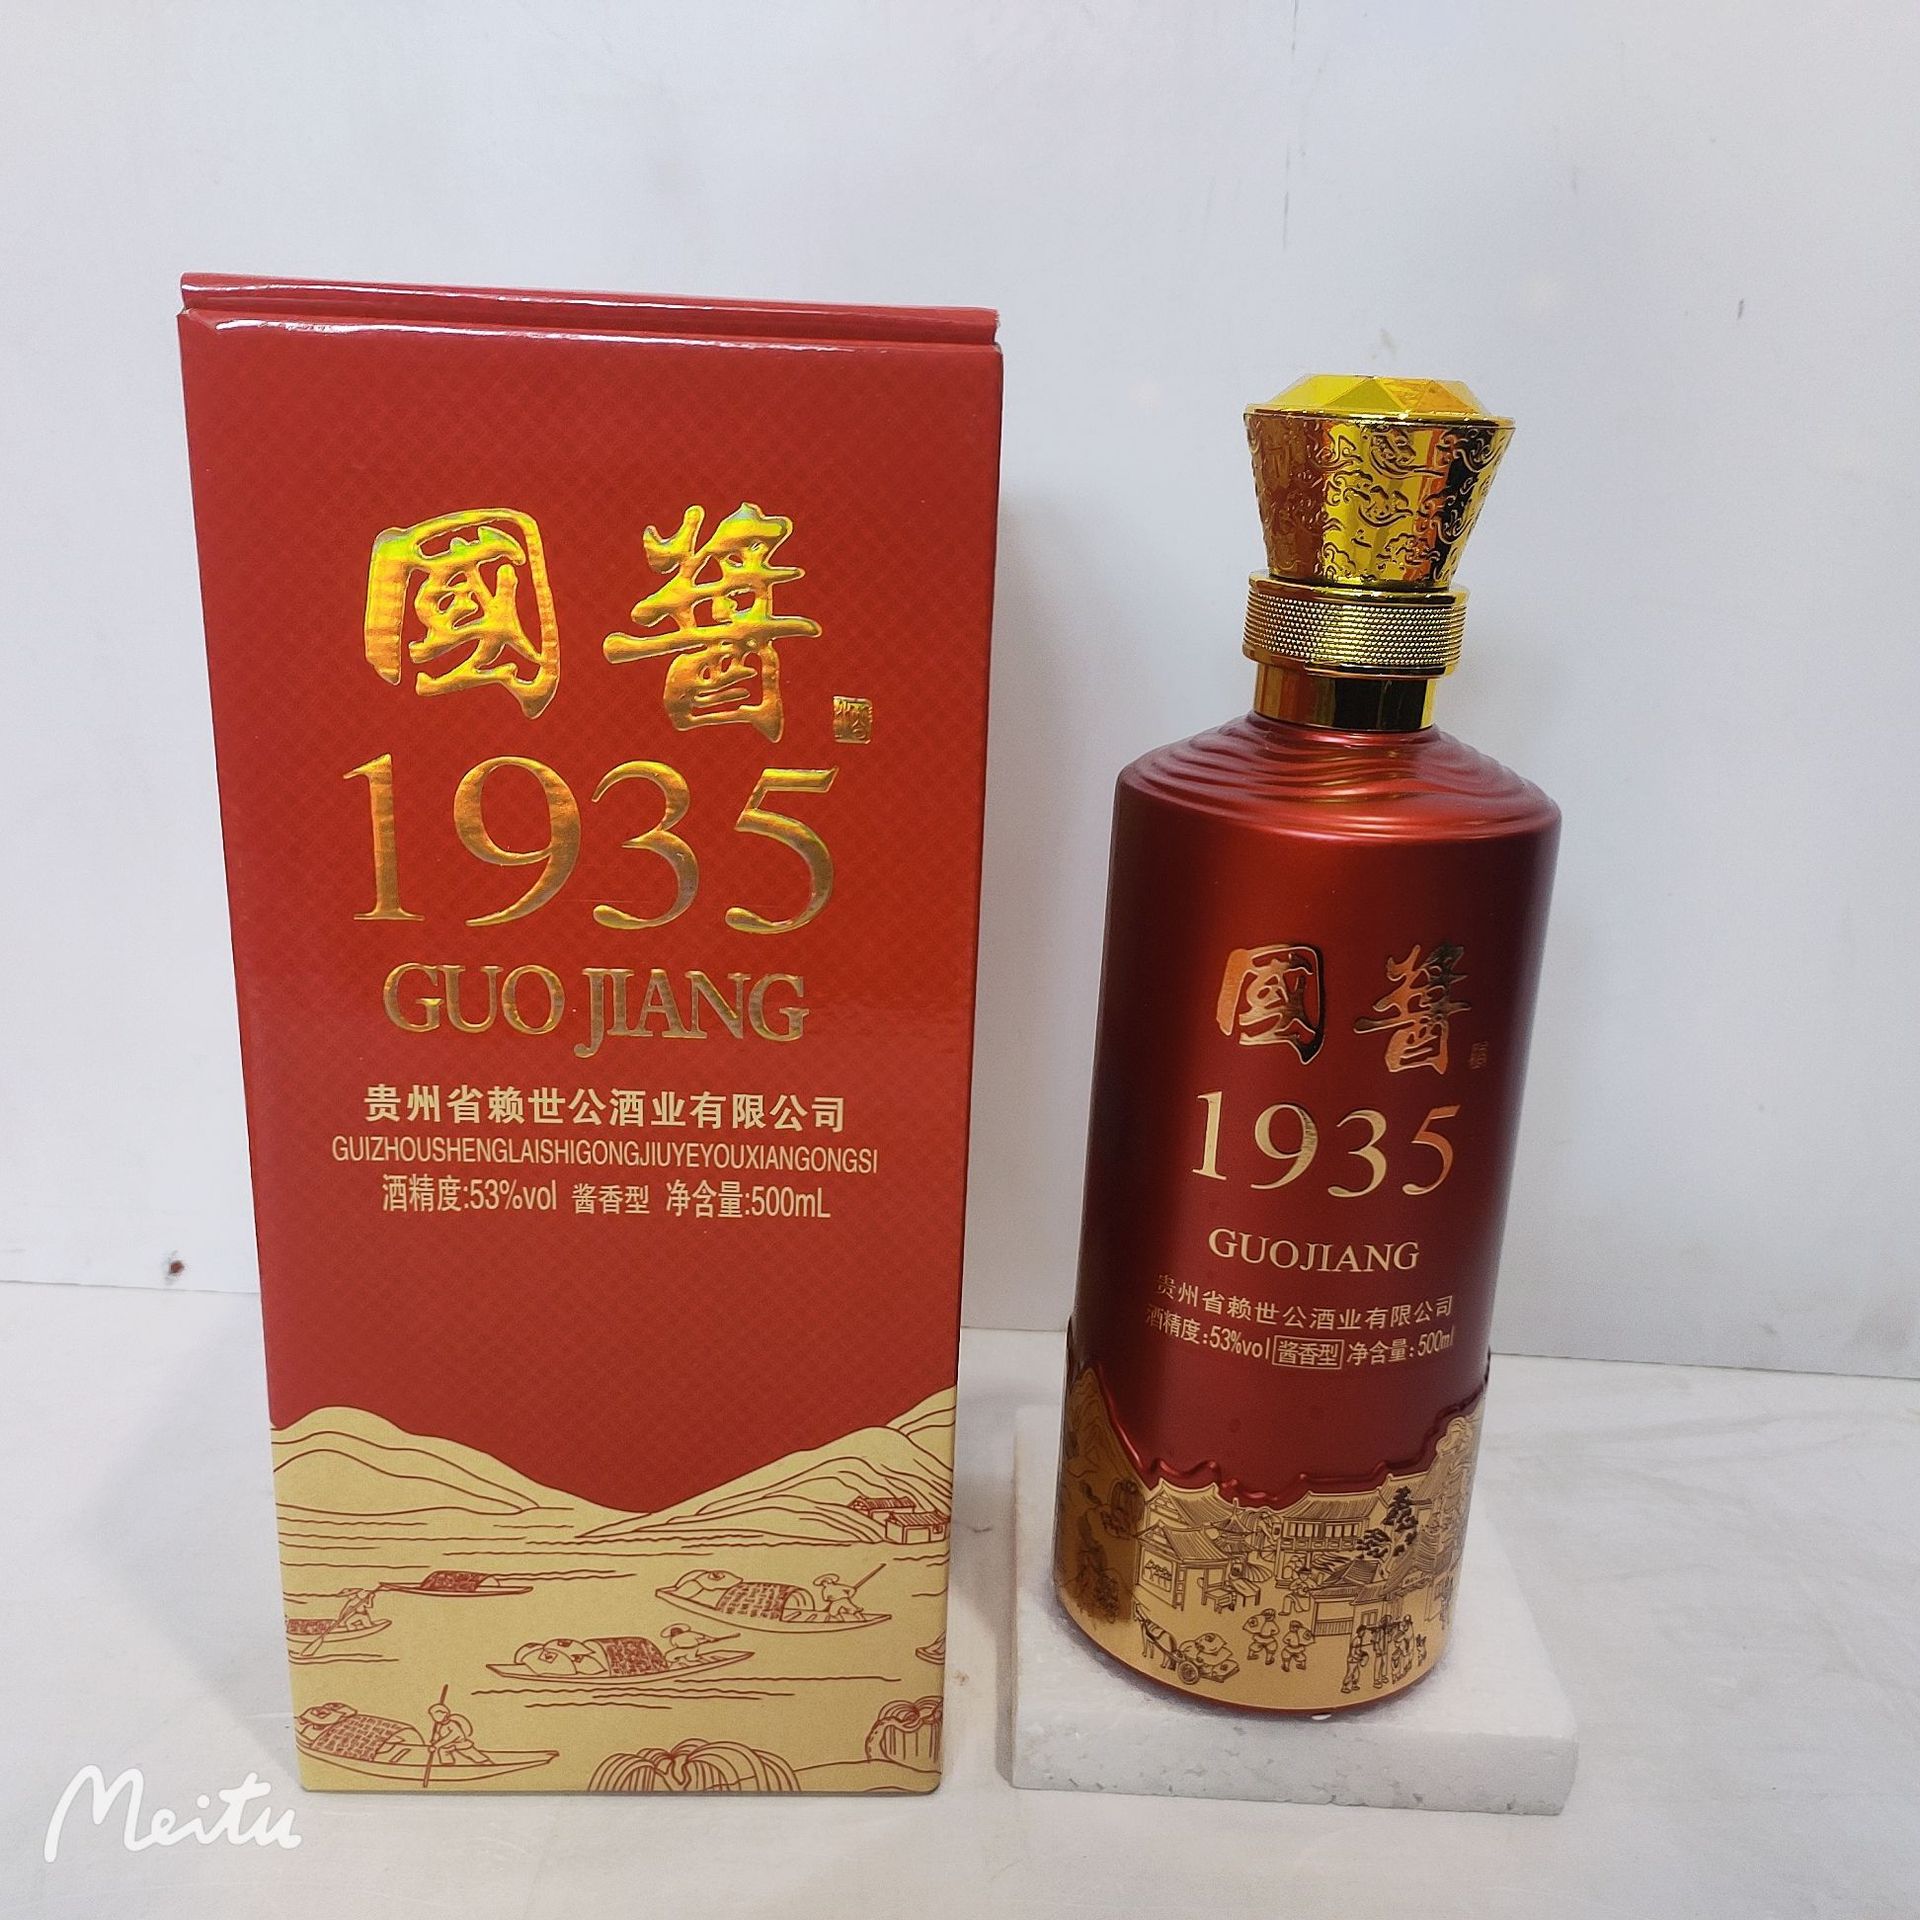 國醬
酒
1935
GUO JIANG
贵州省赖世公酒业有限公司
GUIZHOUSHENGLAISHIGONGJIUYEYOUXIANGONGSI
酒精度:53%vol 酱香型 净含量:500mL
國醬
1935
GUOJIANG
贵州省赖世公酒业有限公司
酒精度:53%vol 酱香型 净含量:500ml
Meitu